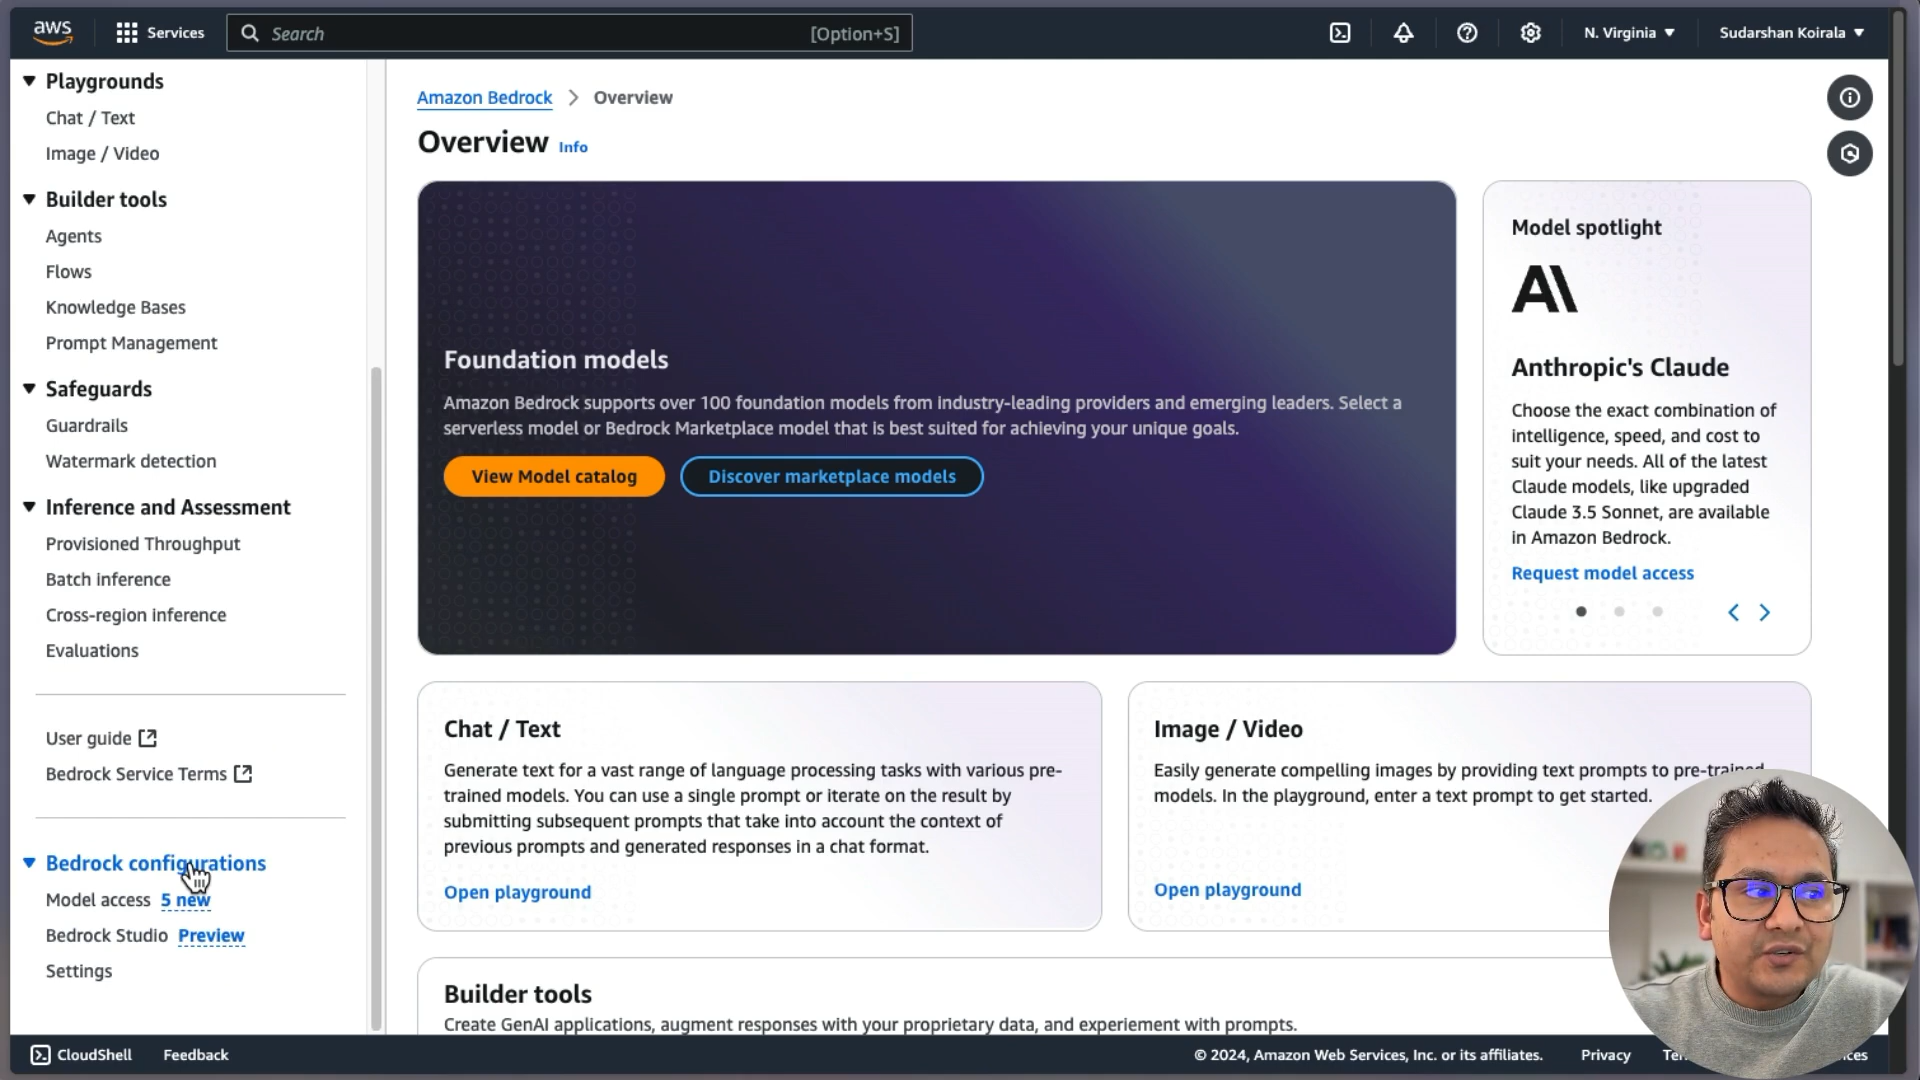 aws
Services
Search
[Option+S]
N. Virginia
Sudarshan Koirala
Playgrounds
Chat / Text
Image / Video
Builder tools
Agents
Flows
Knowledge Bases
Prompt Management
Safeguards
Guardrails
Watermark detection
Inference and Assessment
Provisioned Throughput
Batch inference
Cross-region inference
Evaluations
User guide
Bedrock Service Terms
Bedrock configurations
Model access 5 new
Bedrock Studio Preview
Settings
Amazon Bedrock > Overview
Overview Info
Foundation models
Amazon Bedrock supports over 100 foundation models from industry-leading providers and emerging leaders. Select a
serverless model or Bedrock Marketplace model that is best suited for achieving your unique goals.
View Model catalog
Discover marketplace models
Model spotlight
A\
Anthropic's Claude
Choose the exact combination of
intelligence, speed, and cost to
suit your needs. All of the latest
Claude models, like upgraded
Claude 3.5 Sonnet, are available
in Amazon Bedrock.
Request model access
Chat / Text
Generate text for a vast range of language processing tasks with various pre-
trained models. You can use a single prompt or iterate on the result by
submitting subsequent prompts that take into account the context of
previous prompts and generated responses in a chat format.
Open playground
Image / Video
Easily generate compelling images by providing text prompts to pre-trained
models. In the playground, enter a text prompt to get started.
Open playground
Builder tools
Create GenAI applications, augment responses with your proprietary data, and experiement with prompts.
CloudShell
Feedback
© 2024, Amazon Web Services, Inc. or its affiliates.
Privacy